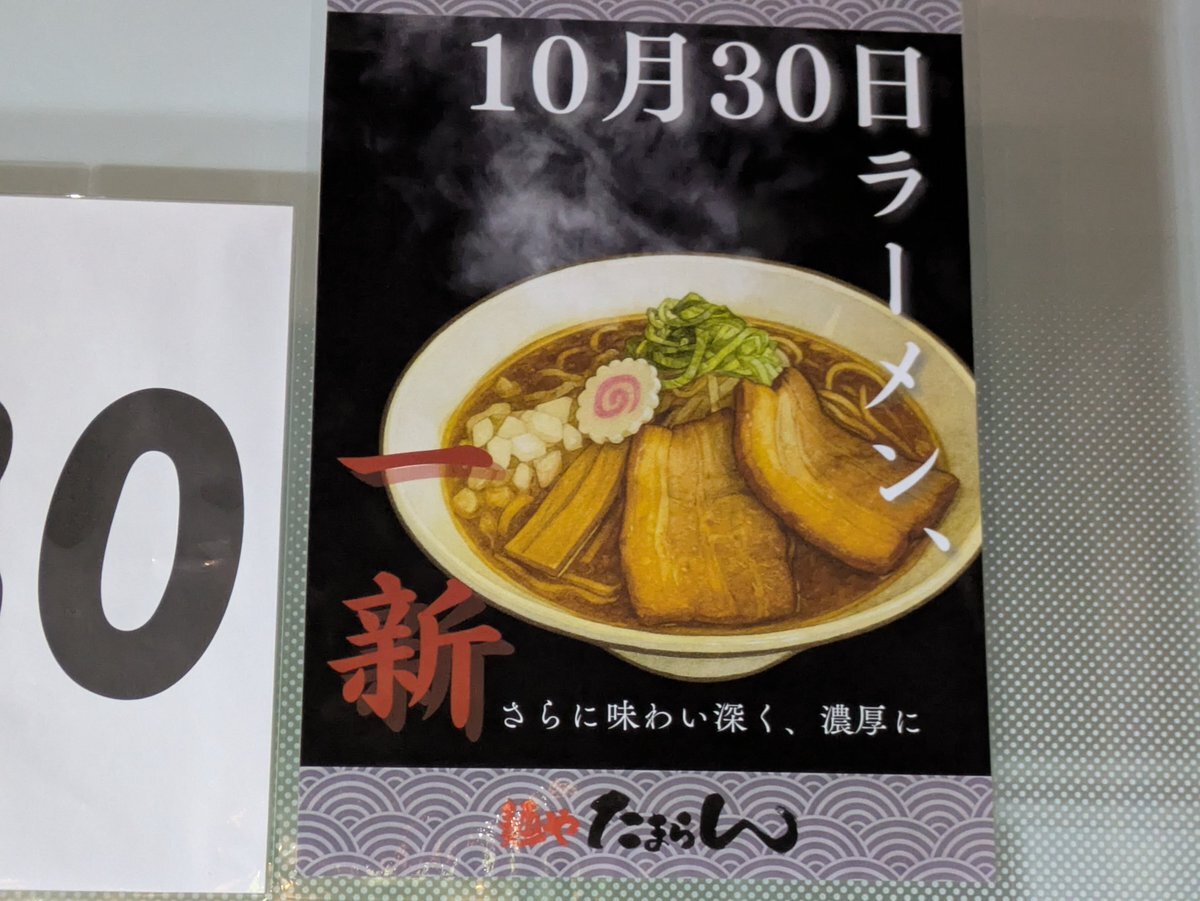 10月30日
ラーメン、
一新
さらに味わい深く、濃厚に
麺や たまらん
0